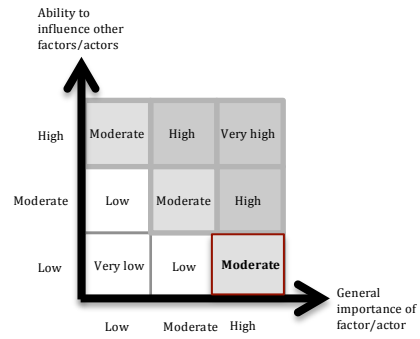 Ability to
influence other
factors/actors
High
Moderate
High
Very high
Moderate
Low
Moderate
High
Low
Very low
Low
Moderate
General
importance of
factor/actor
Low
Moderate
High